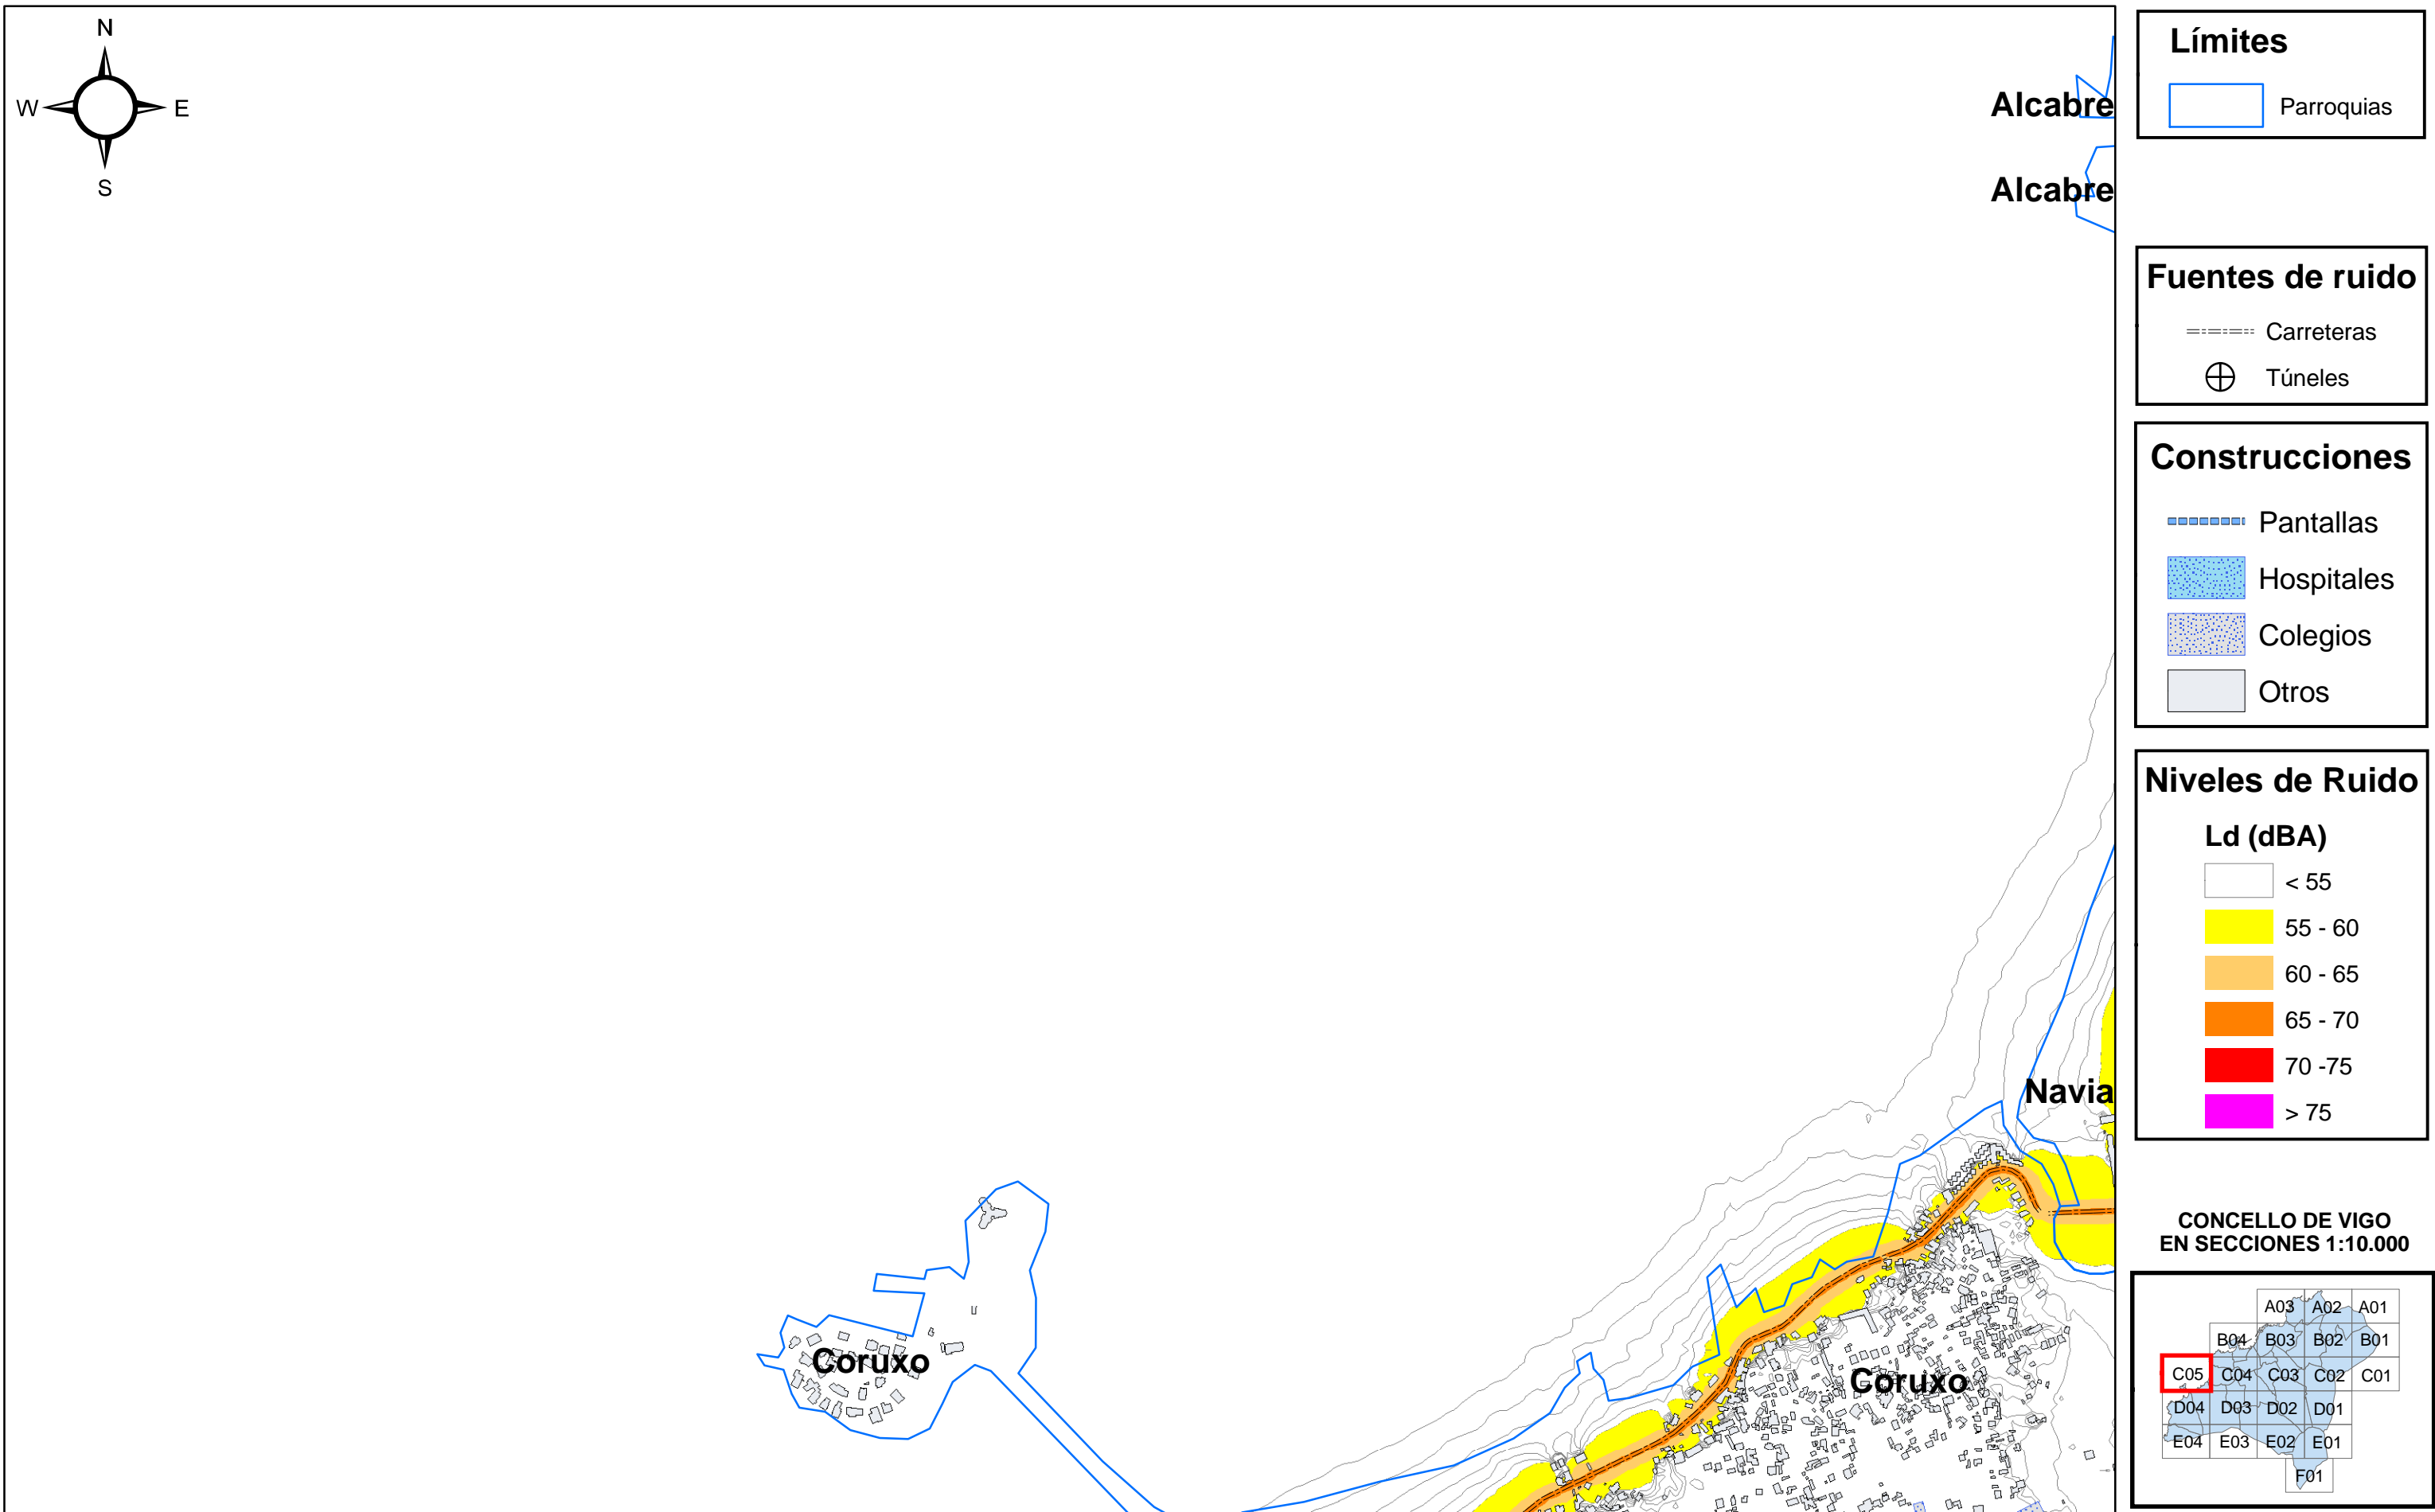 N
W E
S
Alcabre
Alcabre
Navia
Coruxo
Coruxo
Límites
Parroquias
Fuentes de ruido
Carreteras
Túneles
Construcciones
Pantallas
Hospitales
Colegios
Otros
Niveles de Ruido
Ld (dBA)
< 55
55 - 60
60 - 65
65 - 70
70 -75
> 75
CONCELLO DE VIGO
EN SECCIONES 1:10.000
A03 A02 A01
B04 B03 B02 B01
C05 C04 C03 C02 C01
D04 D03 D02 D01
E04 E03 E02 E01
F01